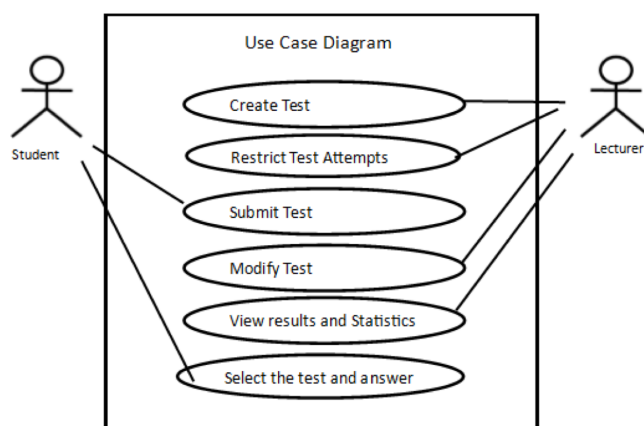 Use Case Diagram
Create Test
Student
Restrict Test Attempts
Lecturer
Submit Test
Modify Test
View results and Statistics
Select the test and answer